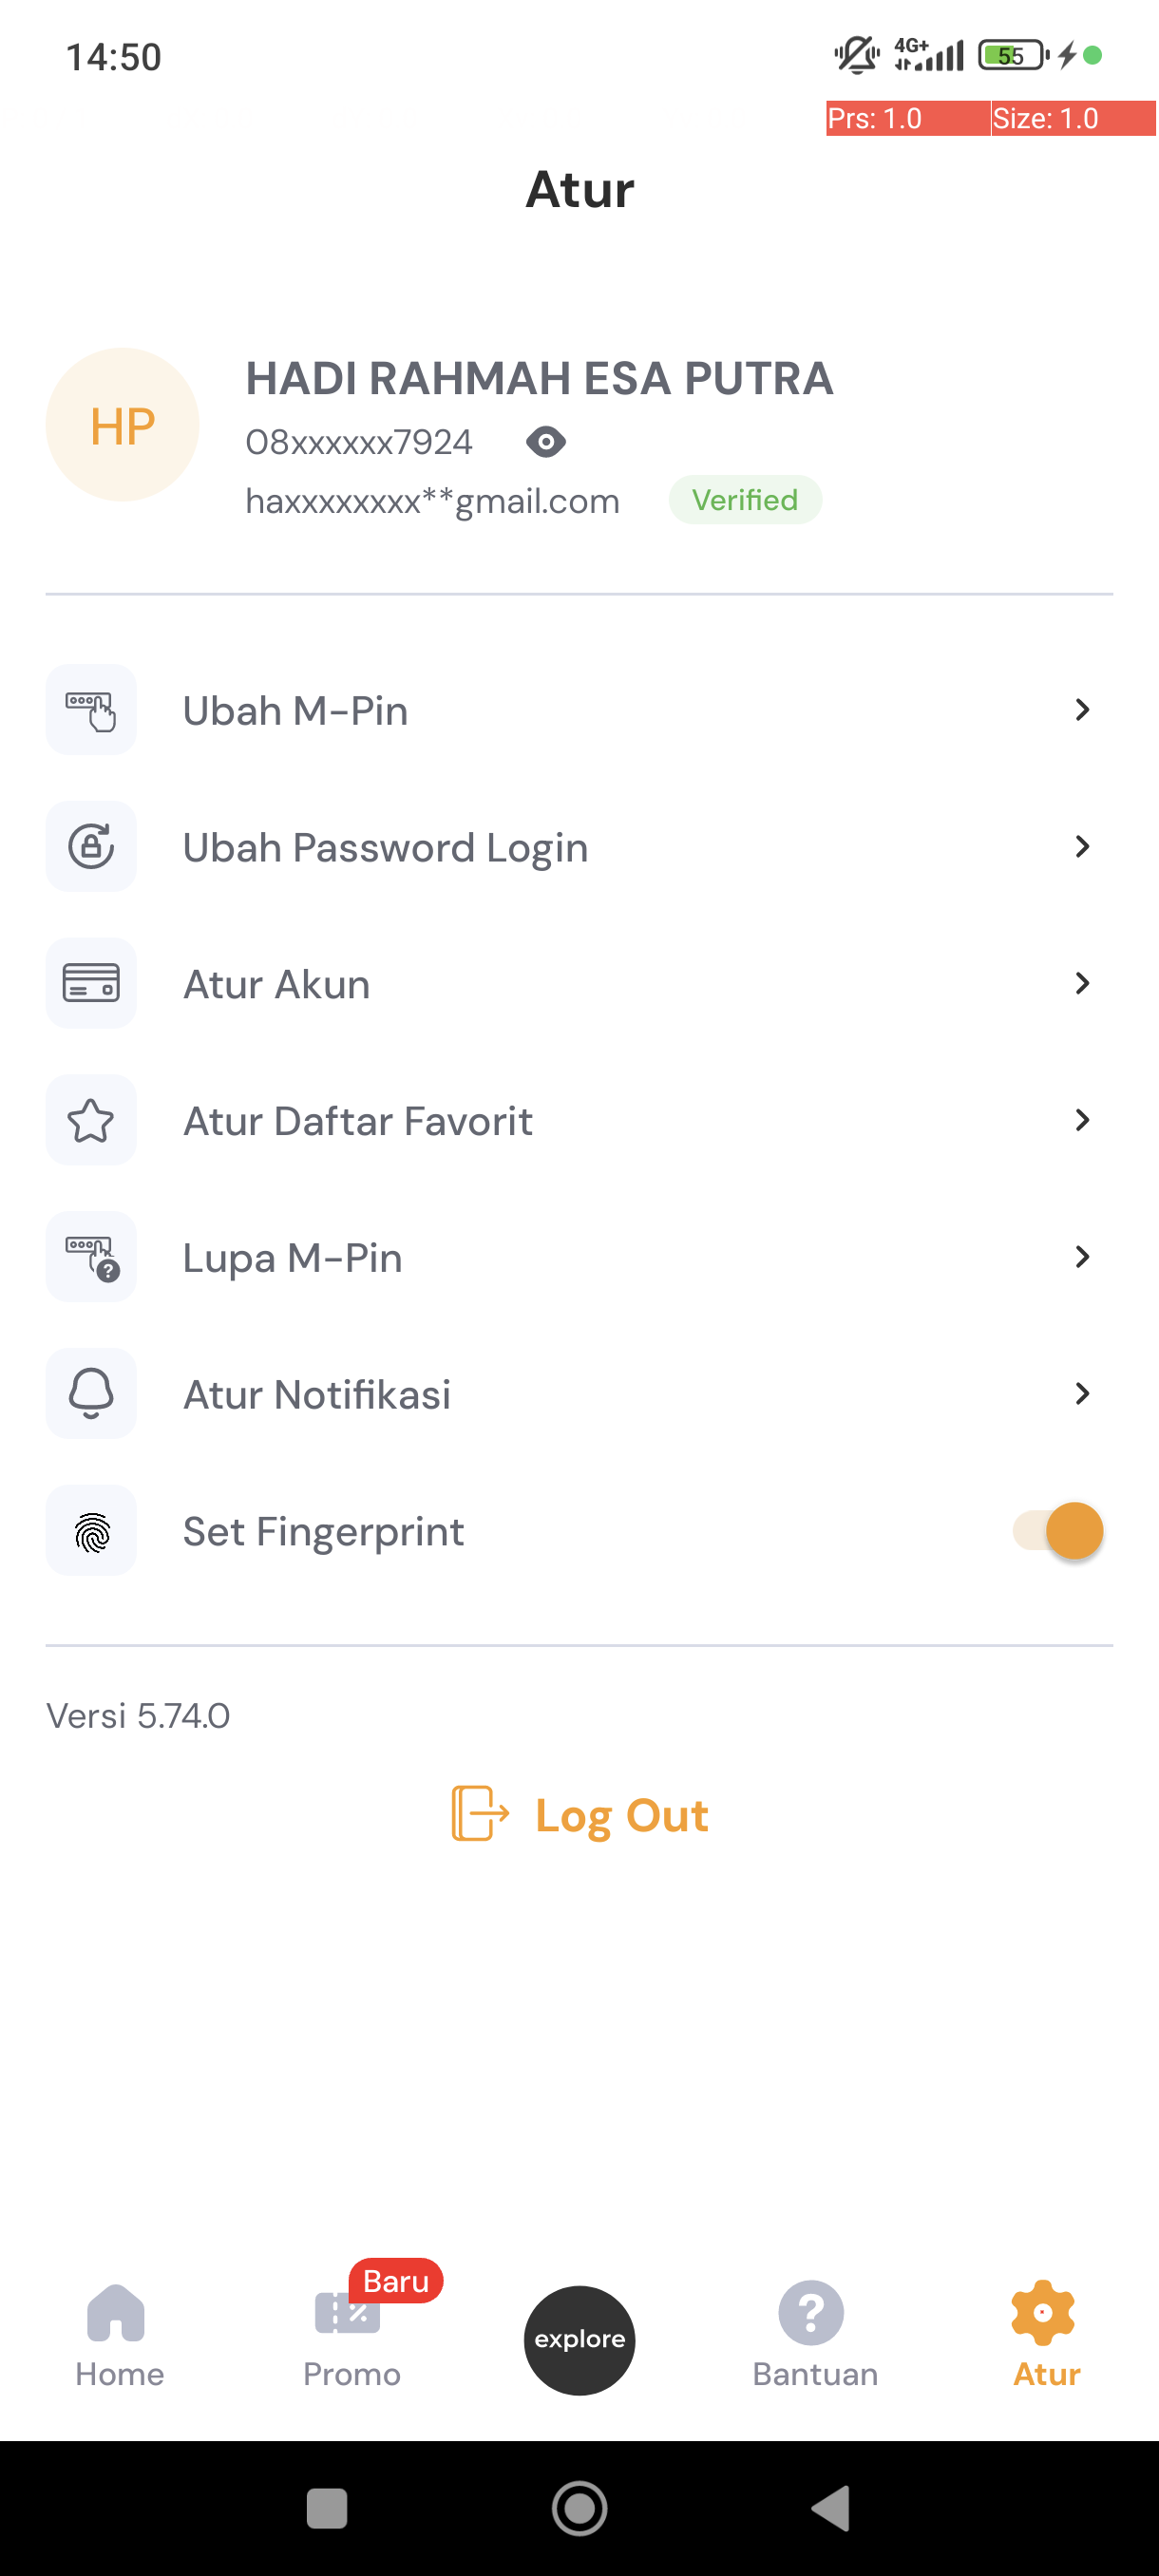 14:50
4G+
55
Prs: 1.0 Size: 1.0
Atur
HP
HADI RAHMAH ESA PUTRA
08xxxxxx7924
haxxxxxxxxx**gmail.com Verified
Ubah M-Pin
Ubah Password Login
Atur Akun
Atur Daftar Favorit
Lupa M-Pin
Atur Notifikasi
Set Fingerprint
Versi 5.74.0
Log Out
Baru
explore
Home
Promo
Bantuan
Atur